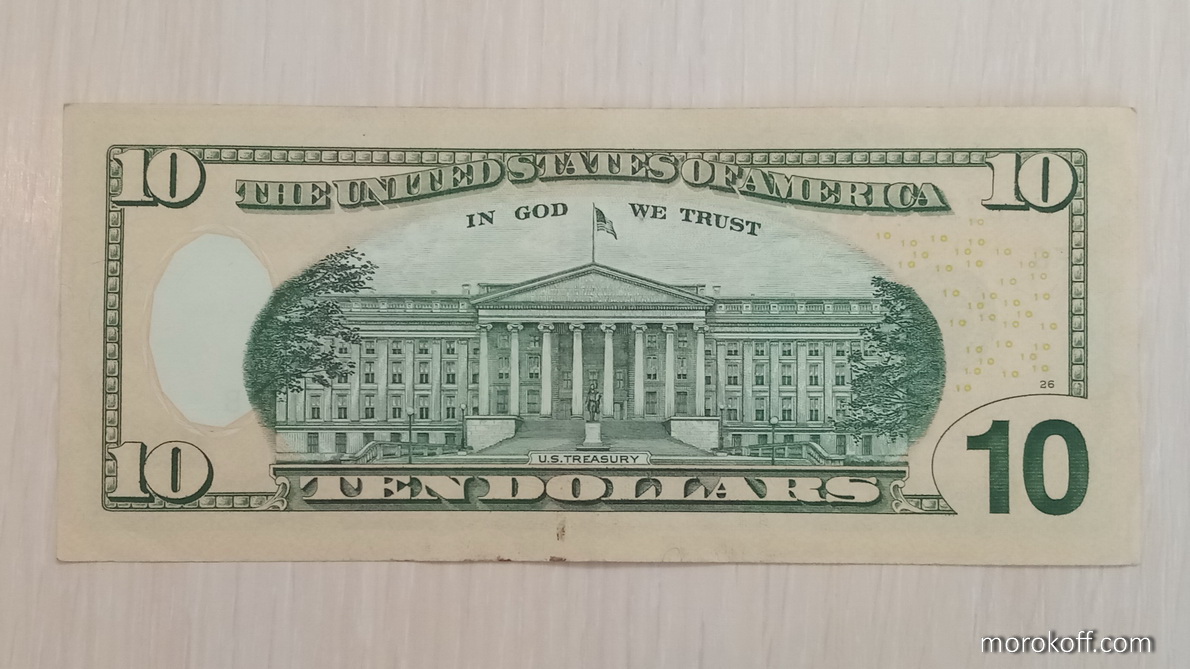 10 THE UNITED STATES OF AMERICA 10
IN GOD WE TRUST
26
U.S. TREASURY
10 TEN DOLLARS 10
morokoff.com